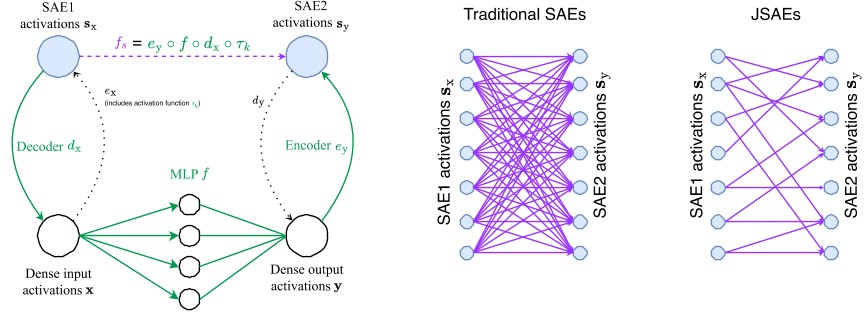 SAE1
activations s_x
f_s = e_y ∘ f ∘ d_x ∘ τ_k
SAE2
activations s_y
e_x
(includes activation function τ_k)
d_y
Decoder d_x
Encoder e_y
MLP f
Dense input
activations x
Dense output
activations y
Traditional SAEs
SAE1 activations s_x
SAE2 activations s_y
JSAEs
SAE1 activations s_x
SAE2 activations s_y